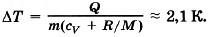 ΔT = Q / m(c_V + R/M) ≈ 2,1 К.